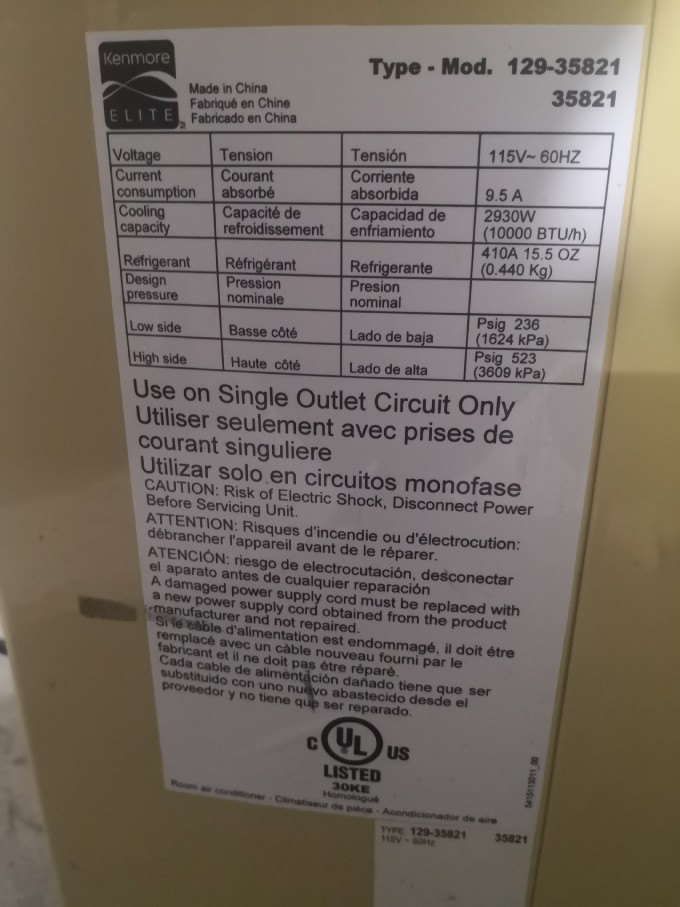 Kenmore
ELITE
Made in China
Fabriqué en Chine
Fabricado en China
Type - Mod. 129-35821
35821
Voltage Tension Tensión 115V~ 60HZ
Current consumption Courant absorbé Corriente absorbida 9.5 A
Cooling capacity Capacité de refroidissement Capacidad de enfriamiento 2930W (10000 BTU/h)
Refrigerant Réfrigérant Refrigerante 410A 15.5 OZ (0.440 Kg)
Design pressure Pression nominale Presion nominal
Low side Basse côté Lado de baja Psig 236 (1624 kPa)
High side Haute côté Lado de alta Psig 523 (3609 kPa)
Use on Single Outlet Circuit Only
Utiliser seulement avec prises de
courant singuliere
Utilizar solo en circuitos monofase
CAUTION: Risk of Electric Shock, Disconnect Power
Before Servicing Unit.
ATTENTION: Risques d'incendie ou d'électrocution:
débrancher l'appareil avant de le réparer.
ATENCIÓN: riesgo de electrocutación, desconectar
el aparato antes de cualquier reparación
A damaged power supply cord must be replaced with
a new power supply cord obtained from the product
manufacturer and not repaired.
Si le câble d'alimentation est endommagé, il doit étre
remplacé avec un câble nouveau fourni par le
fabricant et il ne doit pas étre réparé.
Cada cable de alimentación dañado tiene que ser
substituido con uno nuevo abastecido desde el
proveedor y no tiene que ser reparado.
C UL US
LISTED
30KE
Homologué
Room air conditioner - Climatiseur de pièce - Acondicionador de aire
5415113011_00
TYPE 129-35821 35821
115V ~ 60Hz